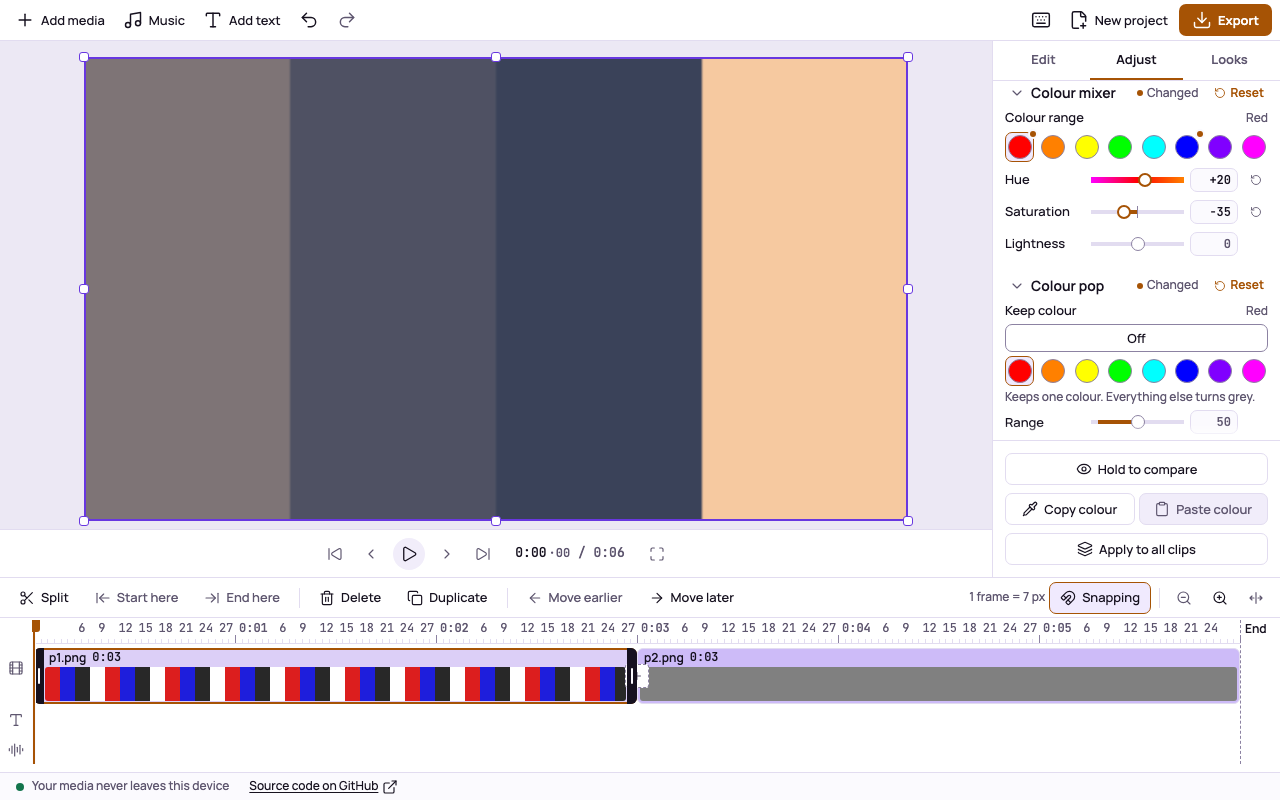 Add media
Music
Add text
New project
Export
Edit
Adjust
Looks
Colour mixer
Changed
Reset
Colour range
Red
Hue
+20
Saturation
-35
Lightness
0
Colour pop
Changed
Reset
Keep colour
Red
Off
Keeps one colour. Everything else turns grey.
Range
50
Hold to compare
Copy colour
Paste colour
Apply to all clips
0:00·00 / 0:06
Split
Start here
End here
Delete
Duplicate
Move earlier
Move later
1 frame = 7 px
Snapping
6 9 12 15 18 21 24 27 0:01 6 9 12 15 18 21 24 27 0:02 6 9 12 15 18 21 24 27 0:03 6 9 12 15 18 21 24 27 0:04 6 9 12 15 18 21 24 27 0:05 6 9 12 15 18 21 24 End
p1.png 0:03
p2.png 0:03
Your media never leaves this device
Source code on GitHub